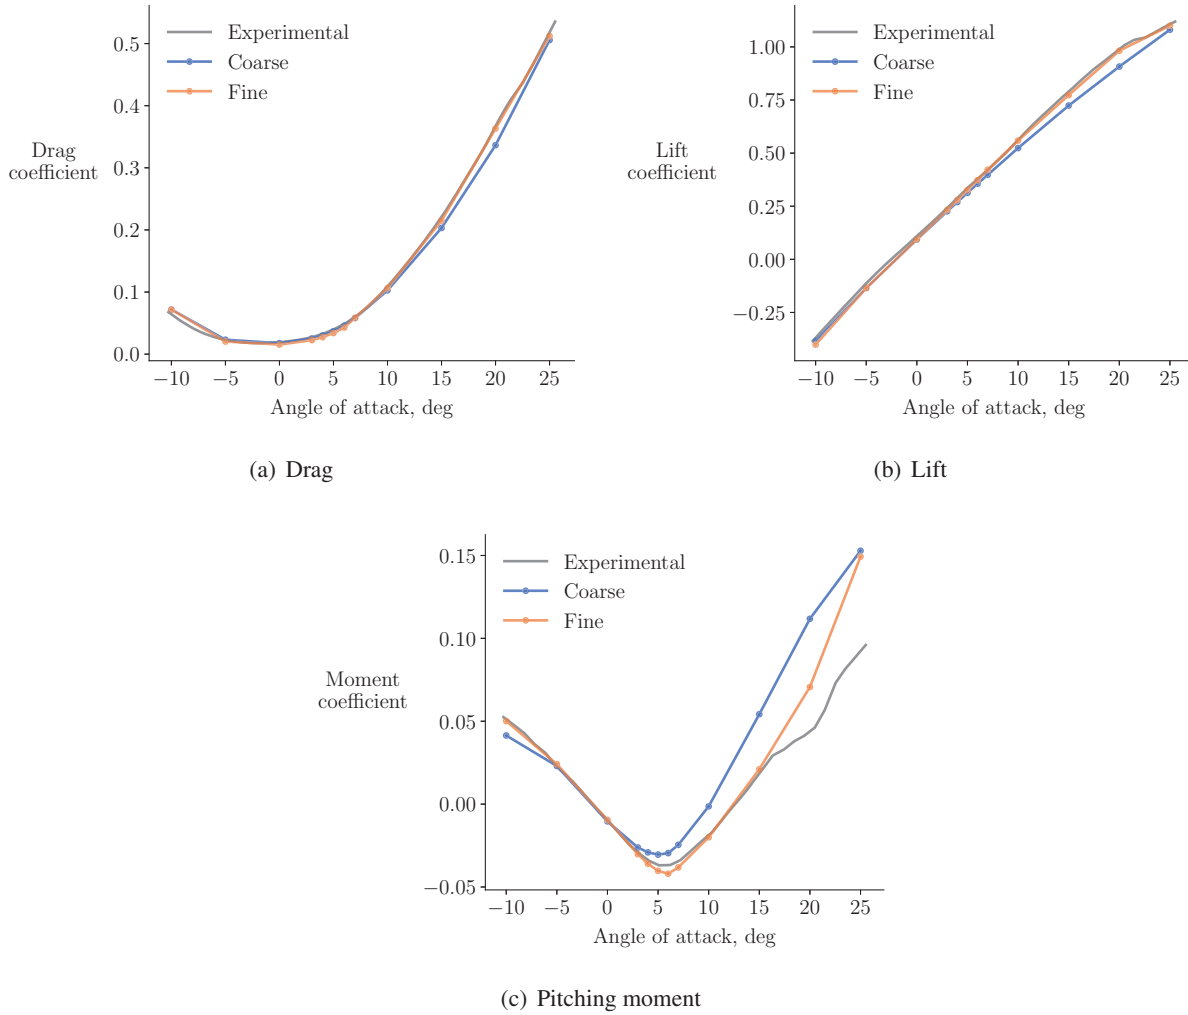 0.5
0.4
0.3
0.2
0.1
0.0
Drag
coefficient
Experimental
Coarse
Fine
−10 −5 0 5 10 15 20 25
Angle of attack, deg
(a) Drag
1.00
0.75
0.50
0.25
0.00
−0.25
Lift
coefficient
Experimental
Coarse
Fine
−10 −5 0 5 10 15 20 25
Angle of attack, deg
(b) Lift
0.15
0.10
0.05
0.00
−0.05
Moment
coefficient
Experimental
Coarse
Fine
−10 −5 0 5 10 15 20 25
Angle of attack, deg
(c) Pitching moment